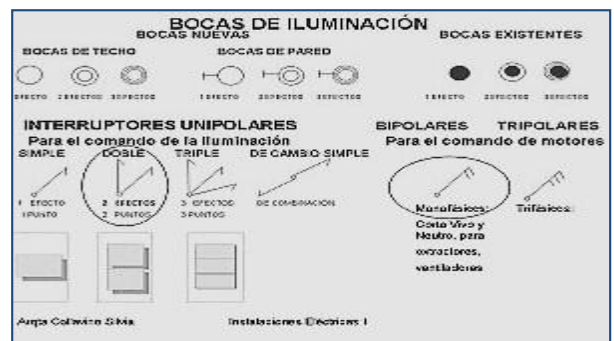 BOCAS DE ILUMINACIÓN
BOCAS NUEVAS
BOCAS EXISTENTES
BOCAS DE TECHO
BOCAS DE PARED
1 EFECTO 2 EFECTOS 3 EFECTOS
1 EFECTO 2 EFECTOS 3 EFECTOS
1 EFECTO 2 EFECTOS 3 EFECTOS
INTERRUPTORES UNIPOLARES
BIPOLARES TRIPOLARES
Para el comando de la iluminación
Para el comando de motores
SIMPLE DOBLE TRIPLE DE CAMBIO SIMPLE
1 EFECTO 2 EFECTOS 3 EFECTOS DE COMBINACIÓN
1 PUNTO 2 PUNTOS 3 PUNTOS
Monofásicos: Trifásicos:
Corta Vivo y
Neutro, para
extractores,
ventiladores
Collavino Silvia
Instalaciones Eléctricas I